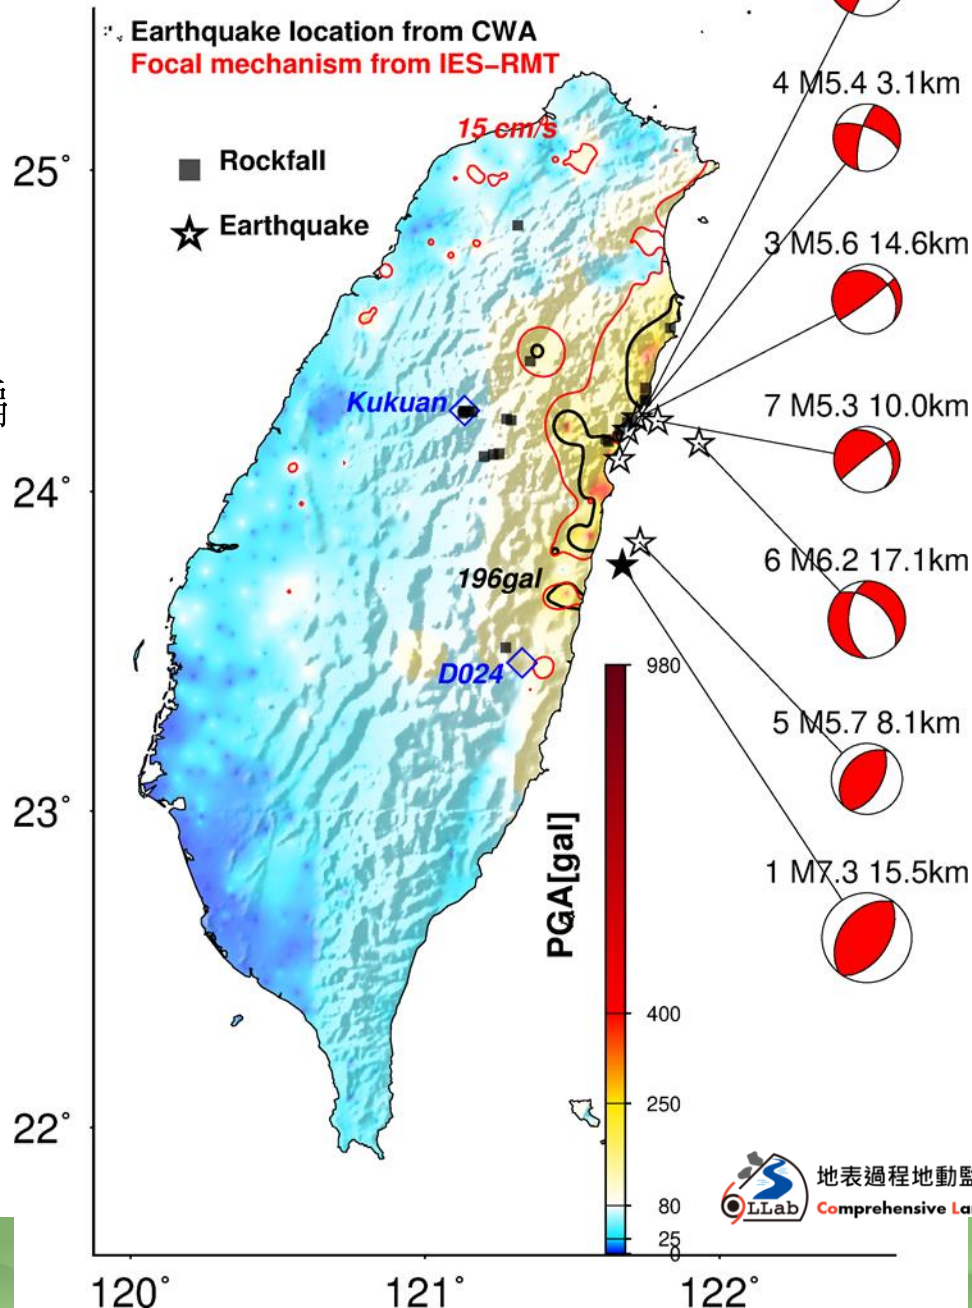 Earthquake location from CWA
Focal mechanism from IES-RMT
4 M5.4 3.1km
15 cm/s
25°
Rockfall
Earthquake
3 M5.6 14.6km
Kukuan
7 M5.3 10.0km
24°
6 M6.2 17.1km
196gal
D024
980
5 M5.7 8.1km
23°
PGA[gal]
1 M7.3 15.5km
400
250
22°
地表過程地動
80
LLab
Comprehensive
25
0
120°
121°
122°